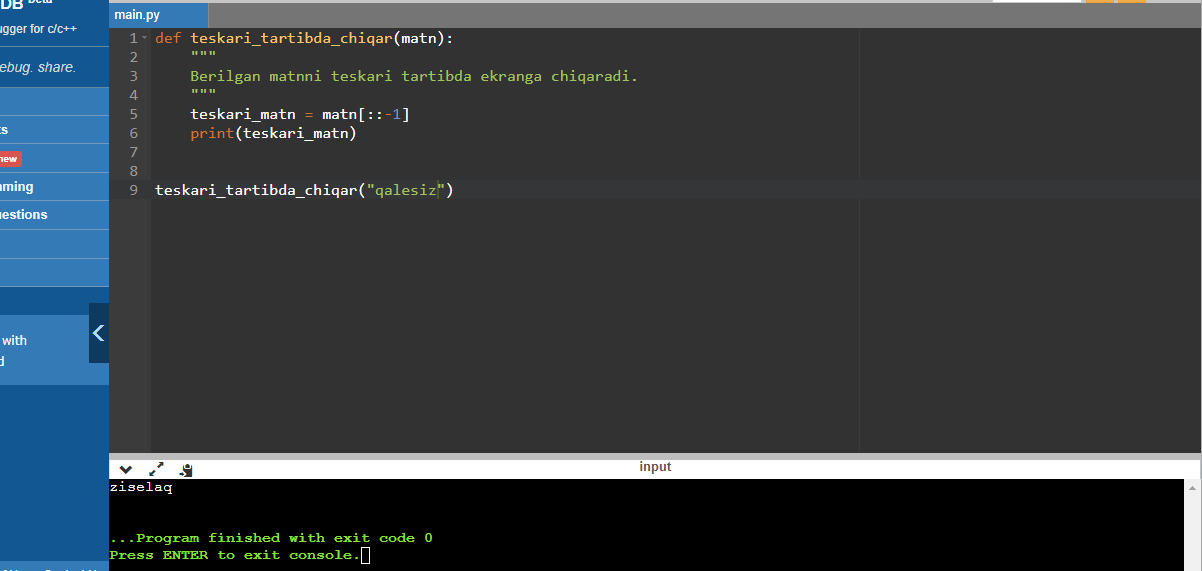 DB beta
ugger for c/c++
ebug. share.
ts
new
mming
uestions
with
d
main.py
1 def teskari_tartibda_chiqar(matn):
2 """
3 Berilgan matnni teskari tartibda ekranga chiqaradi.
4 """
5 teskari_matn = matn[::-1]
6 print(teskari_matn)
7
8
9 teskari_tartibda_chiqar("qalesiz")
input
ziselaq
...Program finished with exit code 0
Press ENTER to exit console.